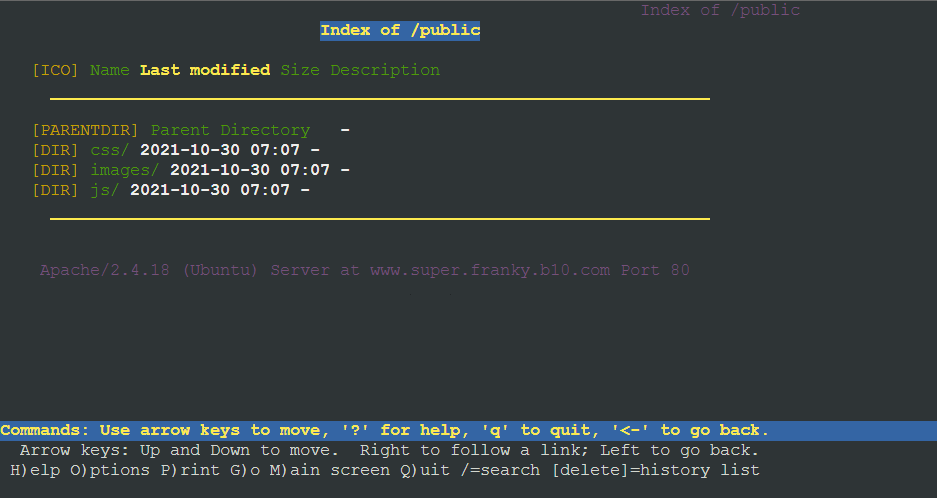 Index of /public
Index of /public
[ICO] Name Last modified Size Description
[PARENTDIR] Parent Directory -
[DIR] css/ 2021-10-30 07:07 -
[DIR] images/ 2021-10-30 07:07 -
[DIR] js/ 2021-10-30 07:07 -
Apache/2.4.18 (Ubuntu) Server at www.super.franky.b10.com Port 80
Commands: Use arrow keys to move, '?' for help, 'q' to quit, '<-' to go back.
Arrow keys: Up and Down to move. Right to follow a link; Left to go back.
H)elp O)ptions P)rint G)o M)ain screen Q)uit /=search [delete]=history list